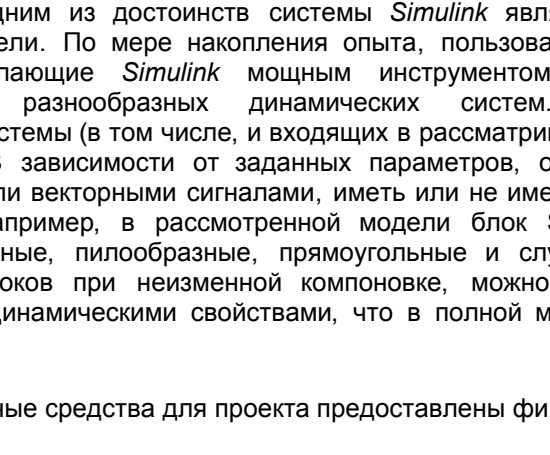 дним из достоинств системы Simulink явл
ели. По мере накопления опыта, пользова
лающие Simulink мощным инструментом
разнообразных динамических систем.
стемы (в том числе, и входящих в рассматри
В зависимости от заданных параметров, о
ли векторными сигналами, иметь или не име
апример, в рассмотренной модели блок S
ные, пилообразные, прямоугольные и слу
оков при неизменной компоновке, можно
динамическими свойствами, что в полной м
ные средства для проекта предоставлены фи